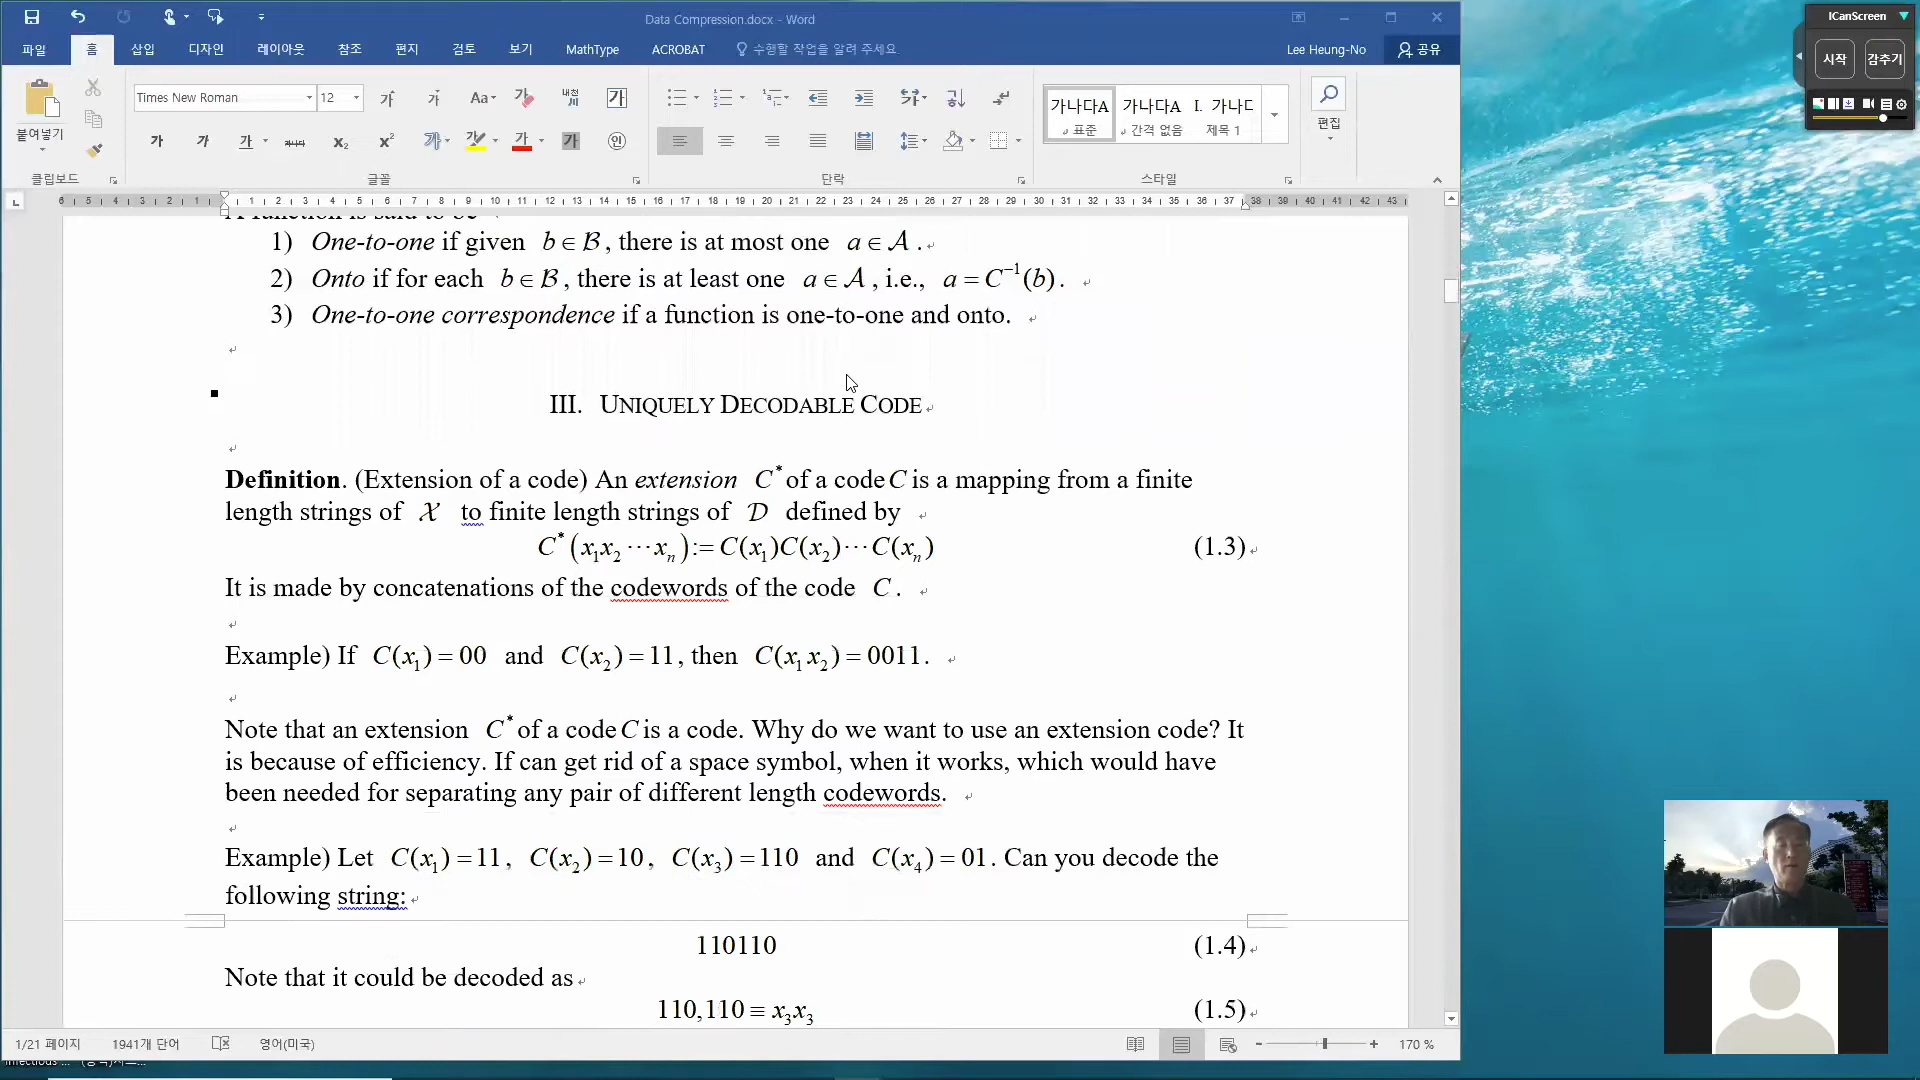 Data Compression.docx - Word
ICanScreen
시작 감추기
파일 홈 삽입 디자인 레이아웃 참조 편지 검토 보기 MathType ACROBAT 수행할 작업을 알려 주세요. Lee Heung-No 공유
붙여넣기
Times New Roman 12
가나다A 가나다A I. 가나다
표준 간격 없음 제목 1
편집
클립보드 글꼴 단락 스타일
A function is said to be
1) One-to-one if given b ∈ ℬ, there is at most one a ∈ 𝒜.
2) Onto if for each b ∈ ℬ, there is at least one a ∈ 𝒜, i.e., a = C⁻¹(b).
3) One-to-one correspondence if a function is one-to-one and onto.
III. UNIQUELY DECODABLE CODE
Definition. (Extension of a code) An extension C* of a code C is a mapping from a finite
length strings of 𝒳 to finite length strings of 𝒟 defined by
C*(x₁x₂⋯xₙ) := C(x₁)C(x₂)⋯C(xₙ) (1.3)
It is made by concatenations of the codewords of the code C.
Example) If C(x₁) = 00 and C(x₂) = 11, then C(x₁x₂) = 0011.
Note that an extension C* of a code C is a code. Why do we want to use an extension code? It
is because of efficiency. If can get rid of a space symbol, when it works, which would have
been needed for separating any pair of different length codewords.
Example) Let C(x₁) = 11, C(x₂) = 10, C(x₃) = 110 and C(x₄) = 01. Can you decode the
following string:
110110 (1.4)
Note that it could be decoded as
110,110 ≡ x₃x₃ (1.5)
1/21 페이지 1941개 단어 영어(미국) 170 %